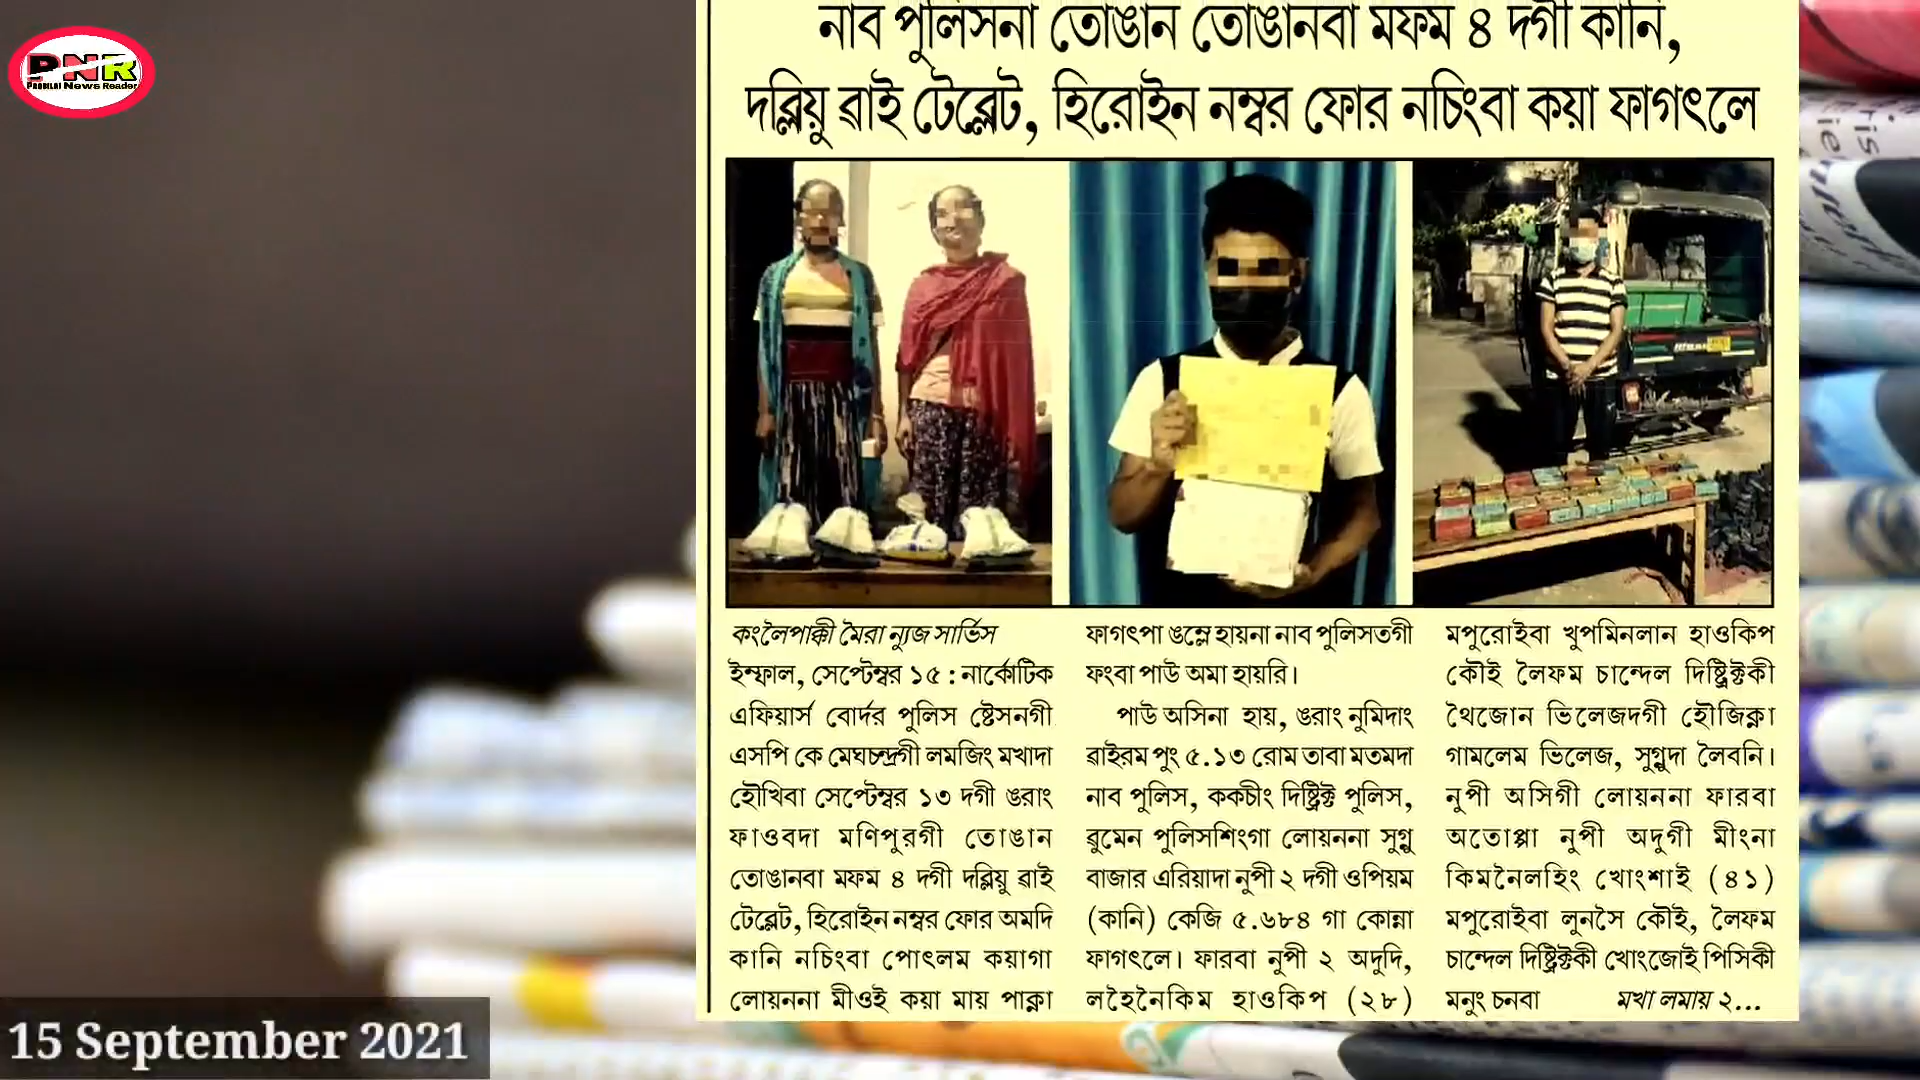 PNR
PAOMLAI News Reader
নাব পুলিসনা তোঙান তোঙানবা মফম ৪ দগী কানি,
দব্লিয়ু ৱাই টেব্লেট, হিরোইন নম্বর ফোর নচিংবা কয়া ফাগৎলে
কংলৈপাক্কী মৈরা ন্যুজ সার্ভিস
ইম্ফাল, সেপ্টেম্বর ১৫ : নার্কোটিক
এফিয়ার্স বোর্দর পুলিস ষ্টেসনগী
এসপি কে মেঘচন্দ্রগী লমজিং মখাদা
হৌখিবা সেপ্টেম্বর ১৩ দগী ঙরাং
ফাওবদা মণিপুরগী তোঙান
তোঙানবা মফম ৪ দগী দব্লিয়ু ৱাই
টেব্লেট, হিরোইন নম্বর ফোর অমদি
কানি নচিংবা পোৎলম কয়াগা
লোয়ননা মীওই কয়া মায় পাক্না
ফাগৎপা ঙম্লে হায়না নাব পুলিসতগী
ফংবা পাউ অমা হায়রি।
পাউ অসিনা হায়, ঙরাং নুমিদাং
ৱাইরম পুং ৫.১৩ রোম তাবা মতমদা
নাব পুলিস, ককচীং দিষ্ট্রিক্ট পুলিস,
ৱুমেন পুলিসশিংগা লোয়ননা সুগ্নু
বাজার এরিয়াদা নুপী ২ দগী ওপিয়ম
(কানি) কেজি ৫.৬৮৪ গা কোন্না
ফাগৎলে। ফারবা নুপী ২ অদুদি,
লহৈনৈকিম হাওকিপ (২৮)
মপুরোইবা খুপমিনলান হাওকিপ
কৌই লৈফম চান্দেল দিষ্ট্রিক্টকী
থৈজোন ভিলেজদগী হৌজিক্না
গামলেম ভিলেজ, সুগ্নুদা লৈবনি।
নুপী অসিগী লোয়ননা ফারবা
অতোপ্পা নুপী অদুগী মীংনা
কিমনৈলহিং খোংশাই (৪১)
মপুরোইবা লুনসৈ কৌই, লৈফম
চান্দেল দিষ্ট্রিক্টকী খোংজোই পিসিকী
মনুং চনবা মখা লমায় ২...
15 September 2021